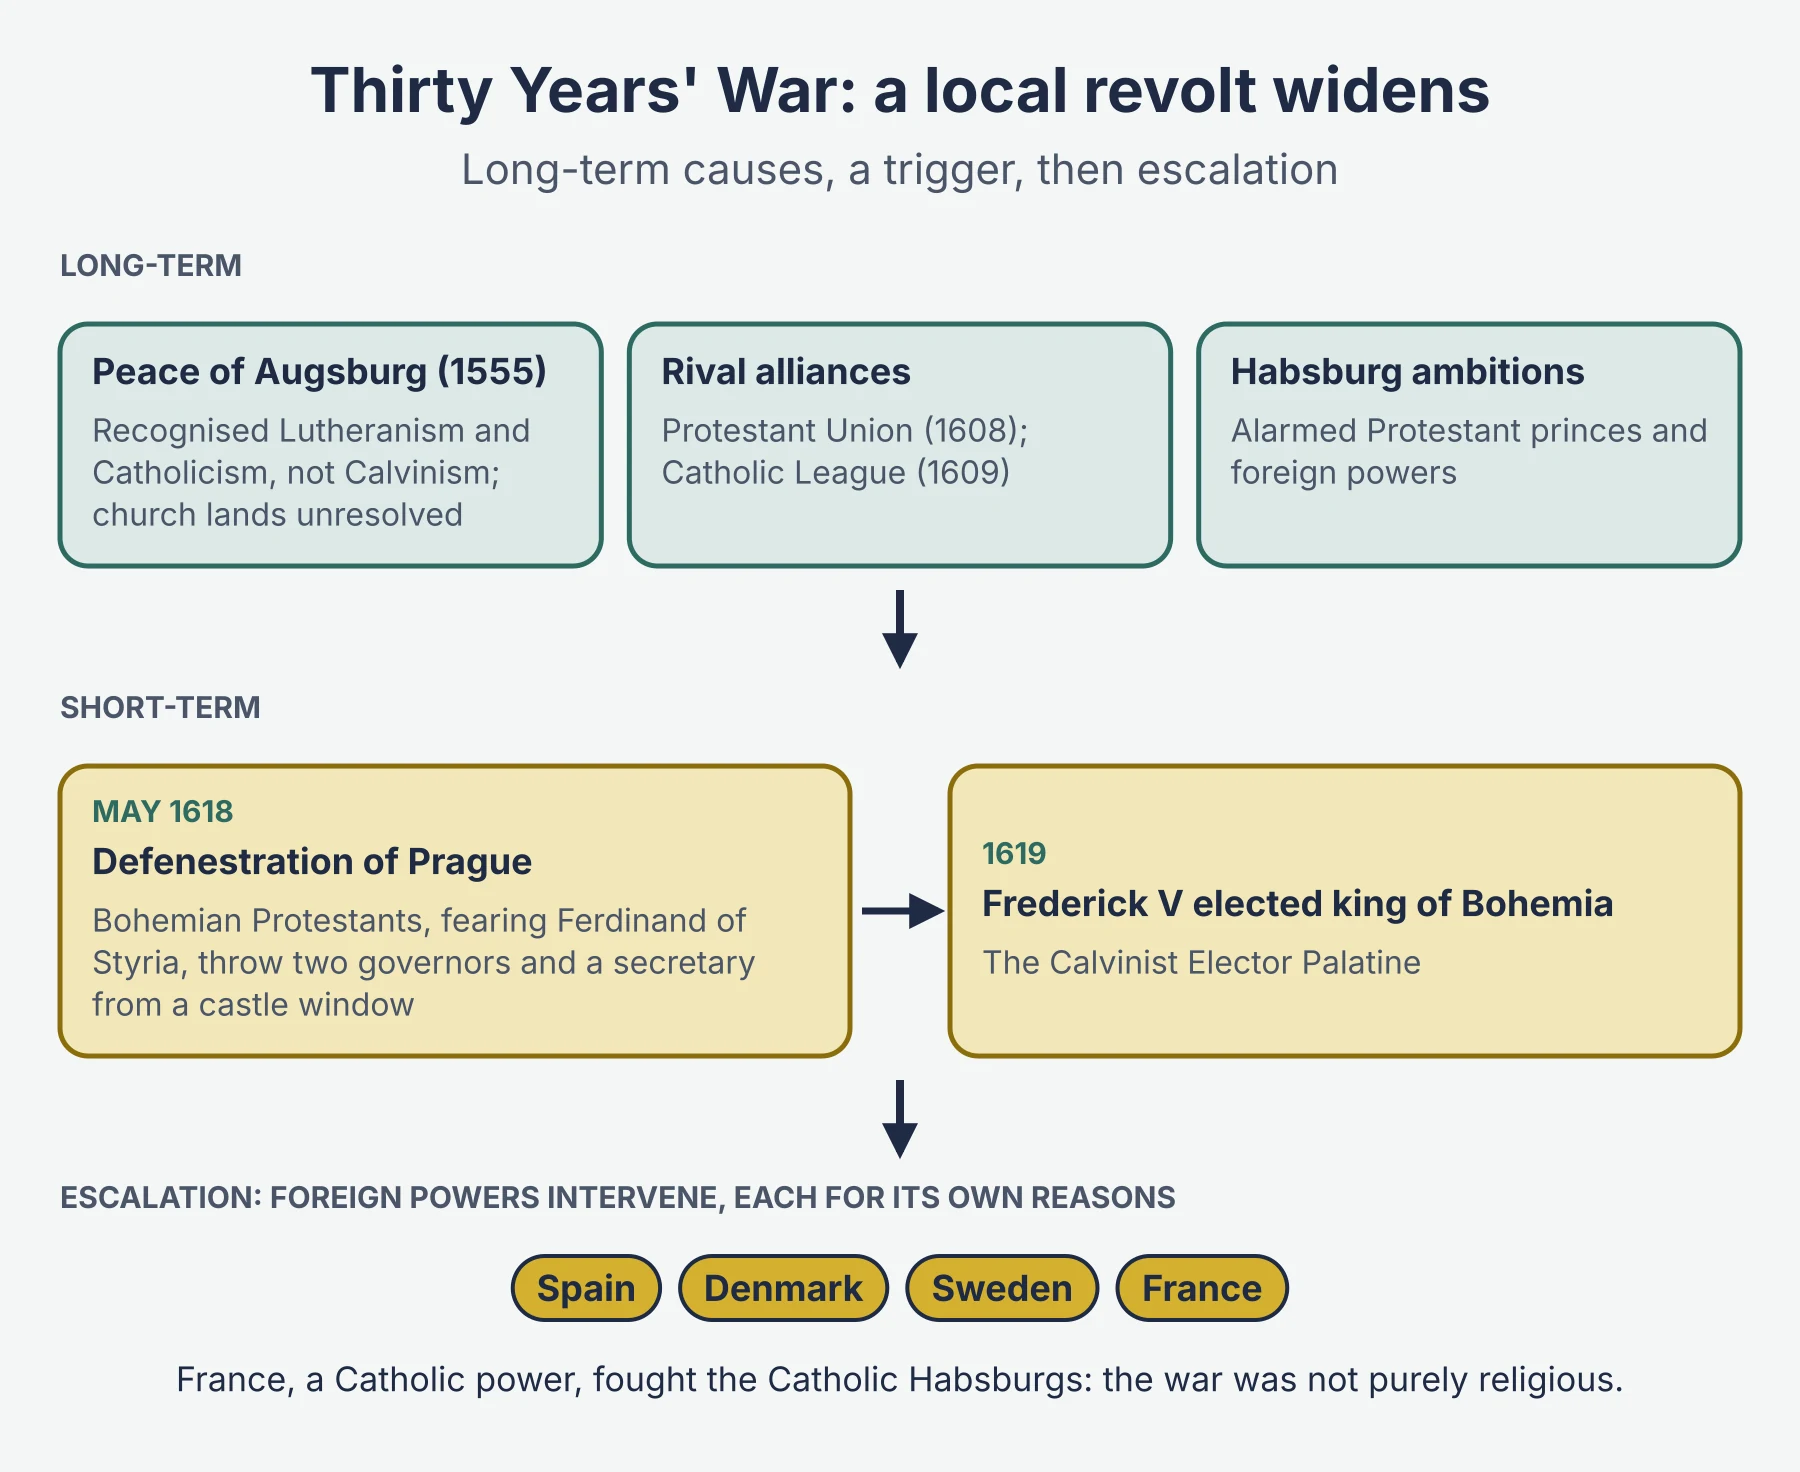 Thirty Years' War: a local revolt widens
Long-term causes, a trigger, then escalation
LONG-TERM
Peace of Augsburg (1555)
Recognised Lutheranism and
Catholicism, not Calvinism;
church lands unresolved
Rival alliances
Protestant Union (1608);
Catholic League (1609)
Habsburg ambitions
Alarmed Protestant princes and
foreign powers
SHORT-TERM
MAY 1618
Defenestration of Prague
Bohemian Protestants, fearing Ferdinand of
Styria, throw two governors and a secretary
from a castle window
1619
Frederick V elected king of Bohemia
The Calvinist Elector Palatine
ESCALATION: FOREIGN POWERS INTERVENE, EACH FOR ITS OWN REASONS
Spain
Denmark
Sweden
France
France, a Catholic power, fought the Catholic Habsburgs: the war was not purely religious.